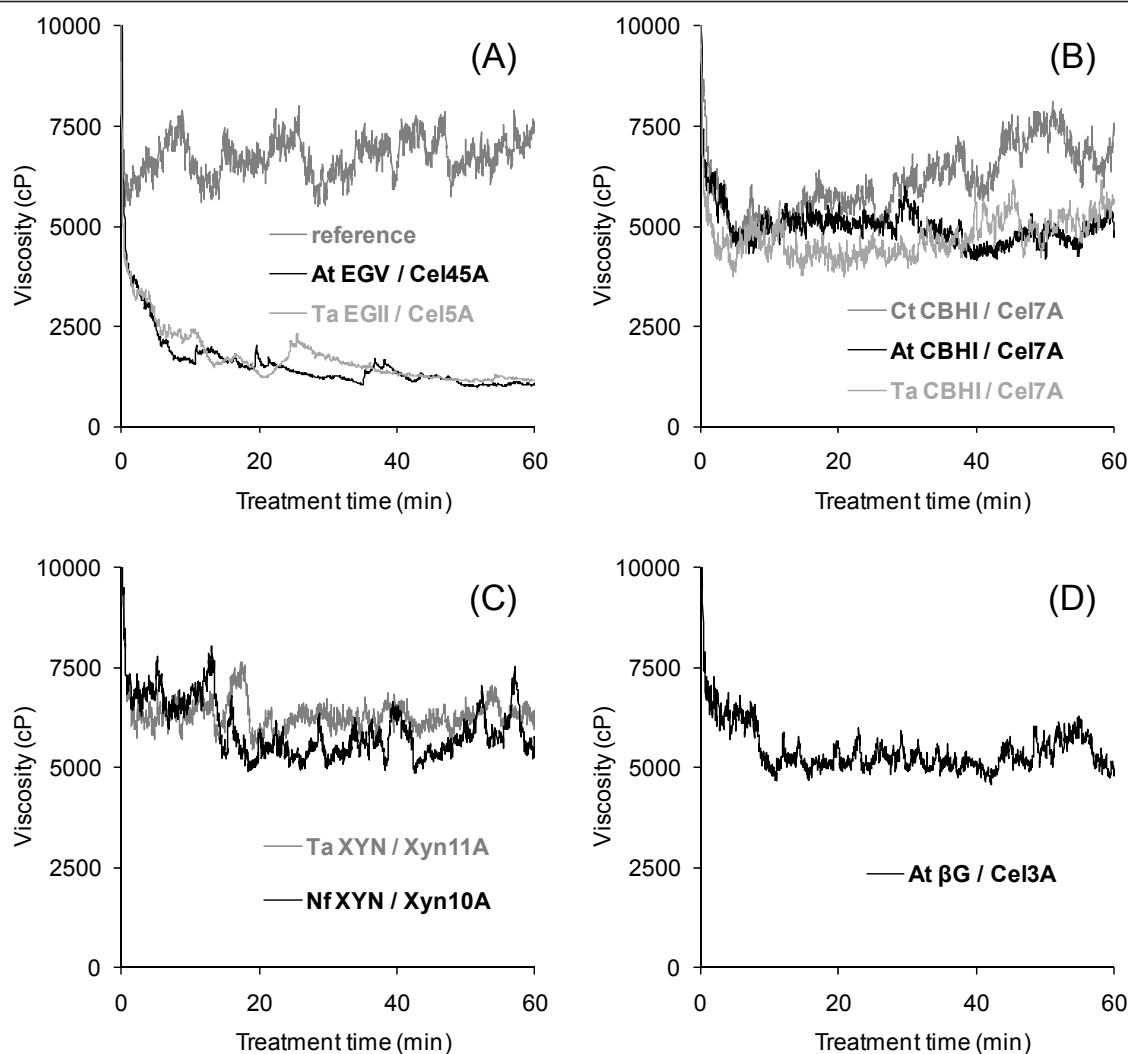 (A)
10000
7500
5000
2500
0
Viscosity (cP)
reference
At EGV / Cel45A
Ta EGII / Cel5A
0 20 40 60
Treatment time (min)
(B)
10000
7500
5000
2500
0
Viscosity (cP)
Ct CBHI / Cel7A
At CBHI / Cel7A
Ta CBHI / Cel7A
0 20 40 60
Treatment time (min)
(C)
10000
7500
5000
2500
0
Viscosity (cP)
Ta XYN / Xyn11A
Nf XYN / Xyn10A
0 20 40 60
Treatment time (min)
(D)
10000
7500
5000
2500
0
Viscosity (cP)
At βG / Cel3A
0 20 40 60
Treatment time (min)